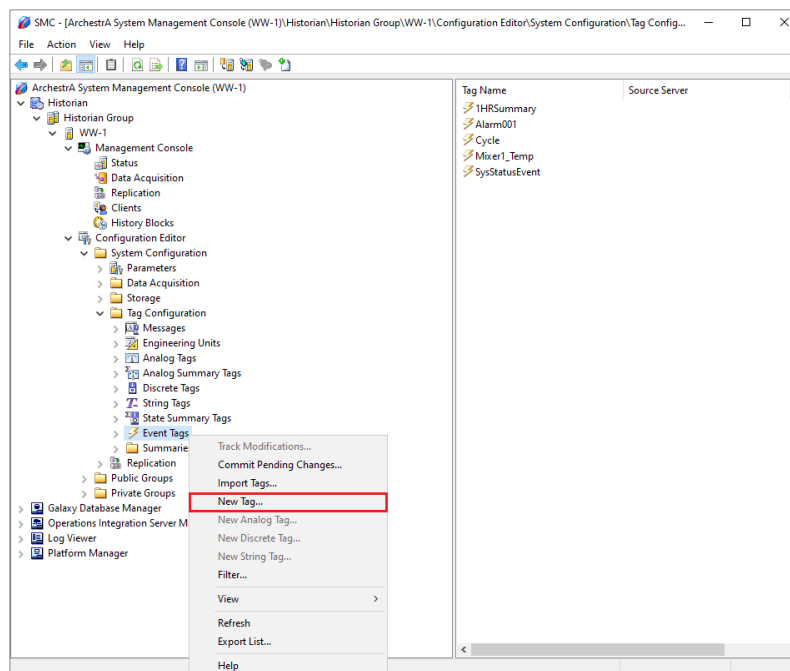 SMC - [ArchestrA System Management Console (WW-1)\Historian\Historian Group\WW-1\Configuration Editor\System Configuration\Tag Config...
File Action View Help
ArchestrA System Management Console (WW-1)
Historian
Historian Group
WW-1
Management Console
Status
Data Acquisition
Replication
Clients
History Blocks
Configuration Editor
System Configuration
Parameters
Data Acquisition
Storage
Tag Configuration
Messages
Engineering Units
Analog Tags
Analog Summary Tags
Discrete Tags
String Tags
State Summary Tags
Event Tags
Summarie
Replication
Public Groups
Private Groups
Galaxy Database Manager
Operations Integration Server M
Log Viewer
Platform Manager
Track Modifications...
Commit Pending Changes...
Import Tags...
New Tag...
New Analog Tag...
New Discrete Tag...
New String Tag...
Filter...
View
Refresh
Export List...
Help
Tag Name Source Server
1HRSummary
Alarm001
Cycle
Mixer1_Temp
SysStatusEvent